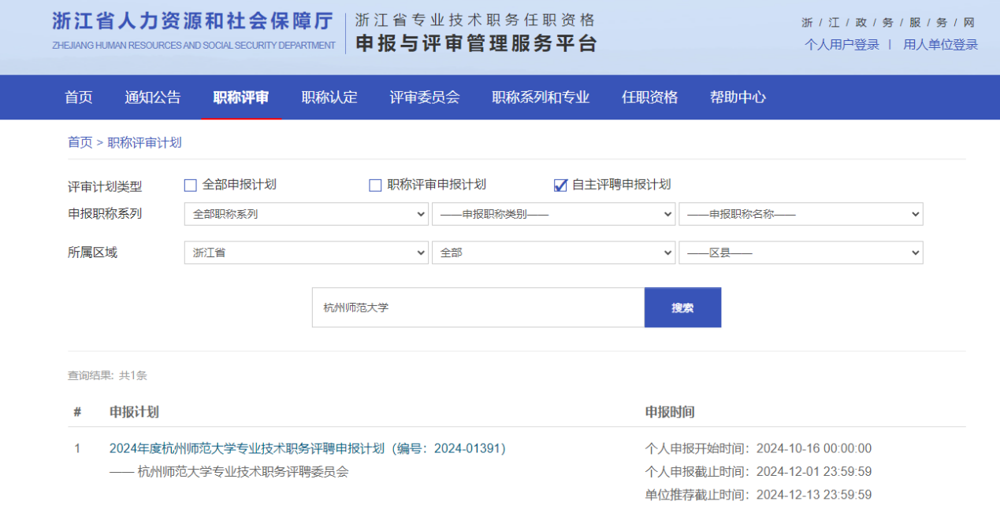 浙江省人力资源和社会保障厅
ZHEJIANG HUMAN RESOURCES AND SOCIAL SECURITY DEPARTMENT
浙江省专业技术职务任职资格
申报与评审管理服务平台
浙 / 江 / 政 / 务 / 服 / 务 / 网
个人用户登录 | 用人单位登录
首页 通知公告 职称评审 职称认定 评审委员会 职称系列和专业 任职资格 帮助中心
首页 > 职称评审计划
评审计划类型 全部申报计划 职称评审申报计划 自主评聘申报计划
申报职称系列 全部职称系列 ——申报职称类别—— ——申报职称名称——
所属区域 浙江省 全部 ——区县——
杭州师范大学 搜索
查询结果: 共1条
# 申报计划 申报时间
1 2024年度杭州师范大学专业技术职务评聘申报计划（编号：2024-01391） 个人申报开始时间：2024-10-16 00:00:00
—— 杭州师范大学专业技术职务评聘委员会 个人申报截止时间：2024-12-01 23:59:59
单位推荐截止时间：2024-12-13 23:59:59